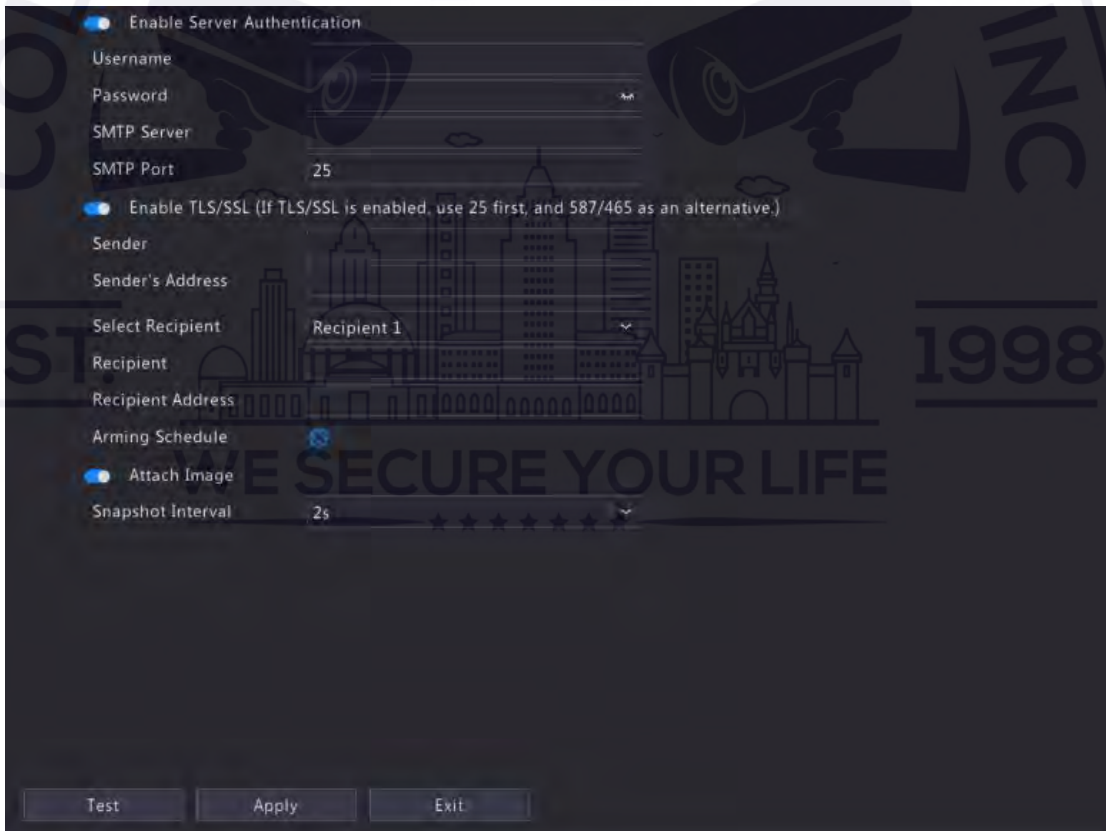 Enable Server Authentication
Username
Password
SMTP Server
SMTP Port 25
Enable TLS/SSL (If TLS/SSL is enabled, use 25 first, and 587/465 as an alternative.)
Sender
Sender's Address
Select Recipient Recipient 1
Recipient
Recipient Address
Arming Schedule
Attach Image
Snapshot Interval 2s
Test Apply Exit
INC
1998
WE SECURE YOUR LIFE